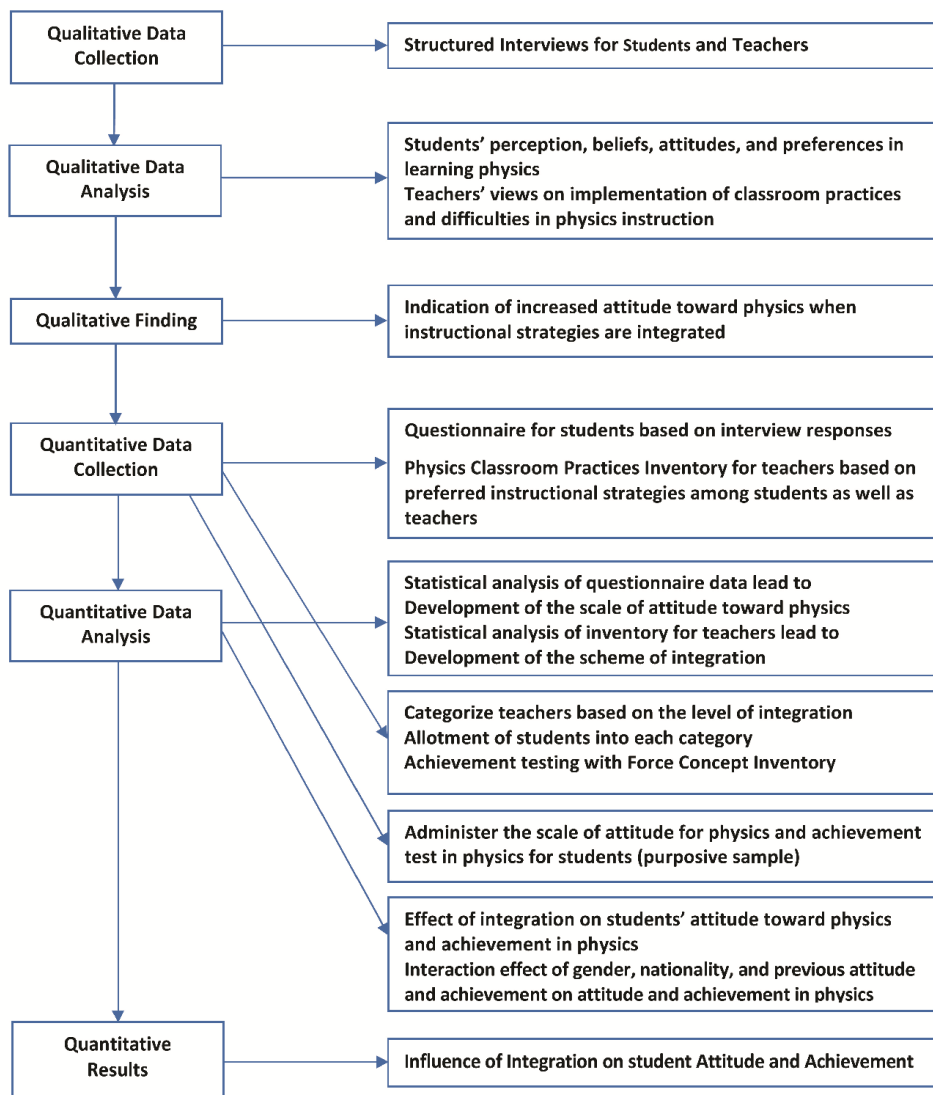 Qualitative Data
Collection
Structured Interviews for Students and Teachers
Qualitative Data
Analysis
Students’ perception, beliefs, attitudes, and preferences in
learning physics
Teachers’ views on implementation of classroom practices
and difficulties in physics instruction
Qualitative Finding
Indication of increased attitude toward physics when
instructional strategies are integrated
Quantitative Data
Collection
Questionnaire for students based on interview responses
Physics Classroom Practices Inventory for teachers based on
preferred instructional strategies among students as well as
teachers
Quantitative Data
Analysis
Statistical analysis of questionnaire data lead to
Development of the scale of attitude toward physics
Statistical analysis of inventory for teachers lead to
Development of the scheme of integration
Categorize teachers based on the level of integration
Allotment of students into each category
Achievement testing with Force Concept Inventory
Administer the scale of attitude for physics and achievement
test in physics for students (purposive sample)
Effect of integration on students’ attitude toward physics
and achievement in physics
Interaction effect of gender, nationality, and previous attitude
and achievement on attitude and achievement in physics
Quantitative
Results
Influence of Integration on student Attitude and Achievement